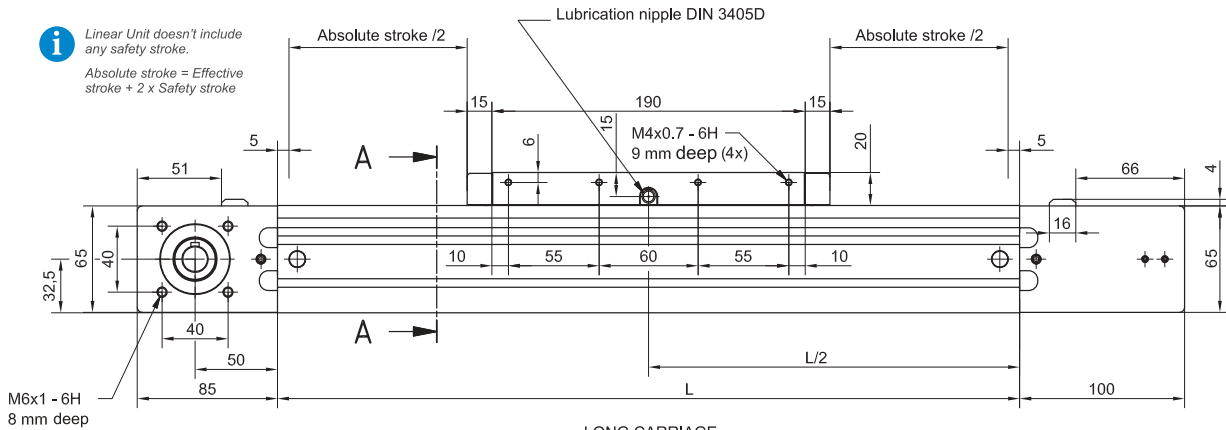 Lubrication nipple DIN 3405D
i
Linear Unit doesn't include
any safety stroke.
Absolute stroke = Effective
stroke + 2 x Safety stroke
Absolute stroke /2
Absolute stroke /2
15
190
15
15
6
M4x0.7 - 6H
9 mm deep (4x)
20
5
5
A
51
66
4
16
65
40
32,5
10
55
60
55
10
65
40
A
50
L/2
M6x1 - 6H
8 mm deep
85
L
100
LONG CARRIAGE